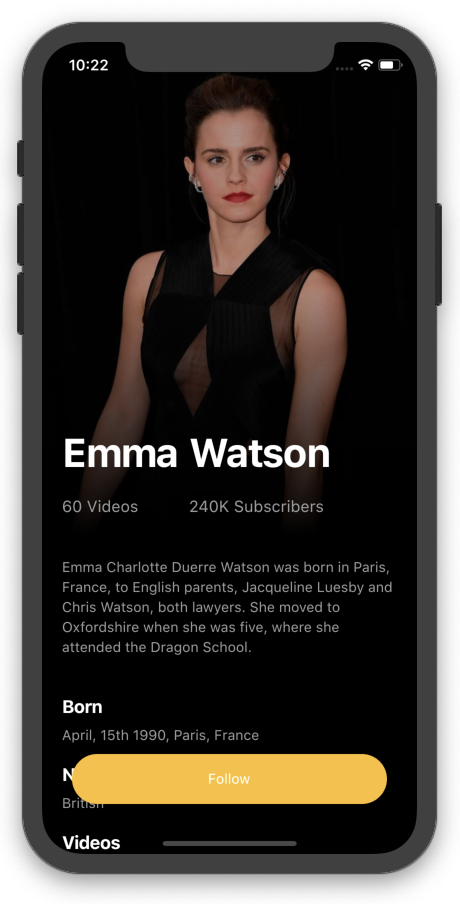 10:22
Emma Watson
60 Videos 240K Subscribers
Emma Charlotte Duerre Watson was born in Paris,
France, to English parents, Jacqueline Luesby and
Chris Watson, both lawyers. She moved to
Oxfordshire when she was five, where she
attended the Dragon School.
Born
April, 15th 1990, Paris, France
Follow
British
Videos